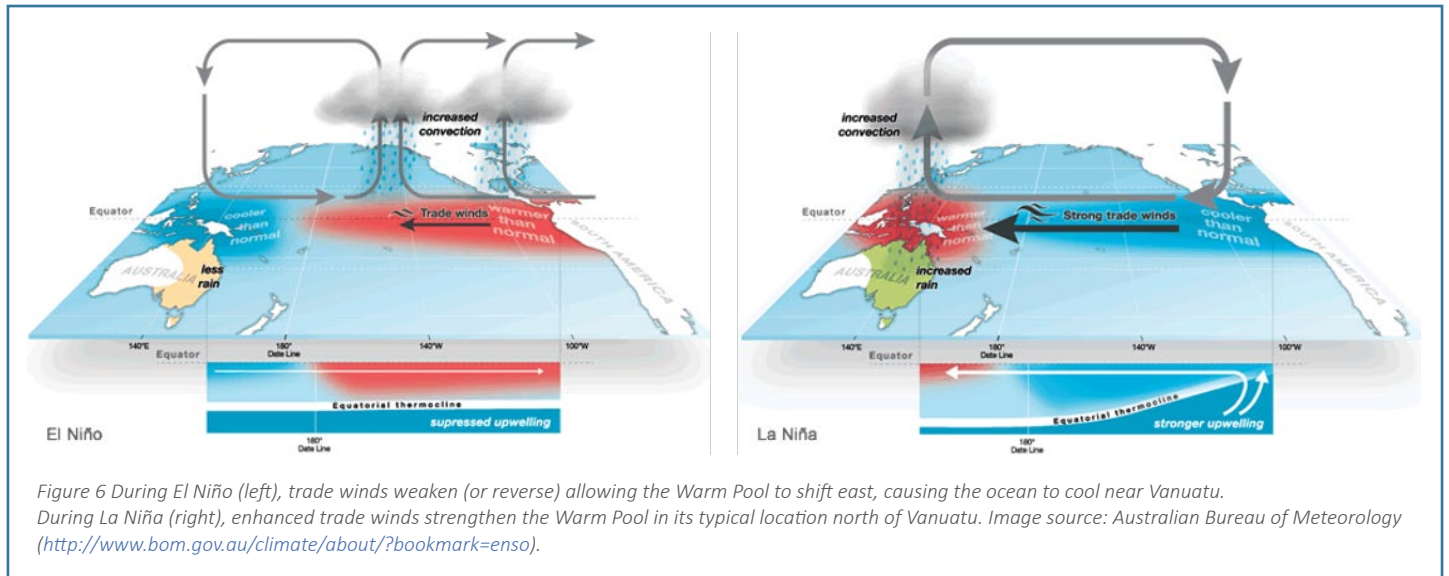 increased
convection
Equator
cooler
than
normal
Trade winds
warmer
than
normal
AUSTRALIA
less
rain
SOUTH AMERICA
140°E
180°
Date Line
140°W
100°W
Equator
Equatorial thermocline
supressed upwelling
180°
Date Line
El Niño
increased
convection
Equator
warmer
than
normal
Strong trade winds
cooler
than
normal
AUSTRALIA
increased
rain
SOUTH AMERICA
140°E
180°
Date Line
140°W
100°W
Equator
Equatorial thermocline
stronger upwelling
180°
Date Line
La Niña
Figure 6 During El Niño (left), trade winds weaken (or reverse) allowing the Warm Pool to shift east, causing the ocean to cool near Vanuatu.
During La Niña (right), enhanced trade winds strengthen the Warm Pool in its typical location north of Vanuatu. Image source: Australian Bureau of Meteorology
(http://www.bom.gov.au/climate/about/?bookmark=enso).